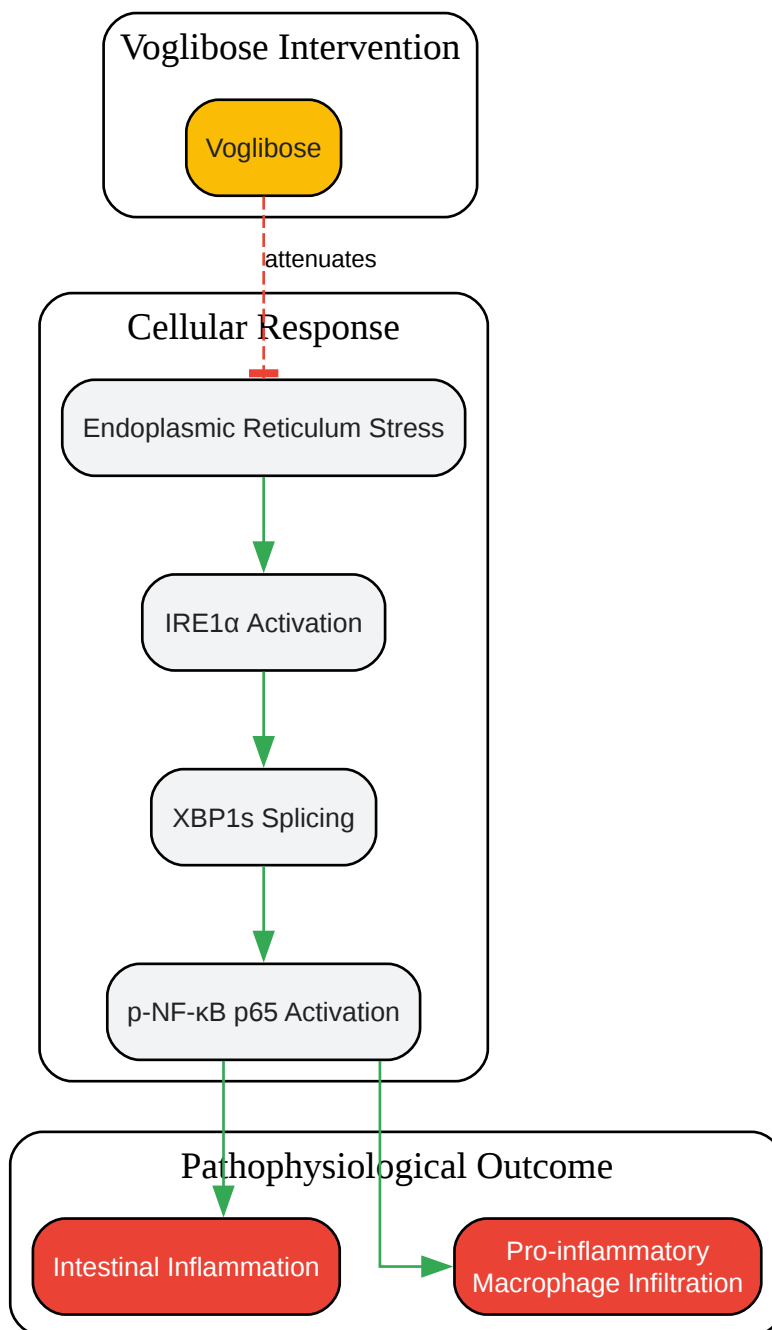 Voglibose Intervention
Voglibose
attenuates
Cellular Response
Endoplasmic Reticulum Stress
IRE1α Activation
XBP1s Splicing
p-NF-κB p65 Activation
Pathophysiological Outcome
Intestinal Inflammation
Pro-inflammatory
Macrophage Infiltration